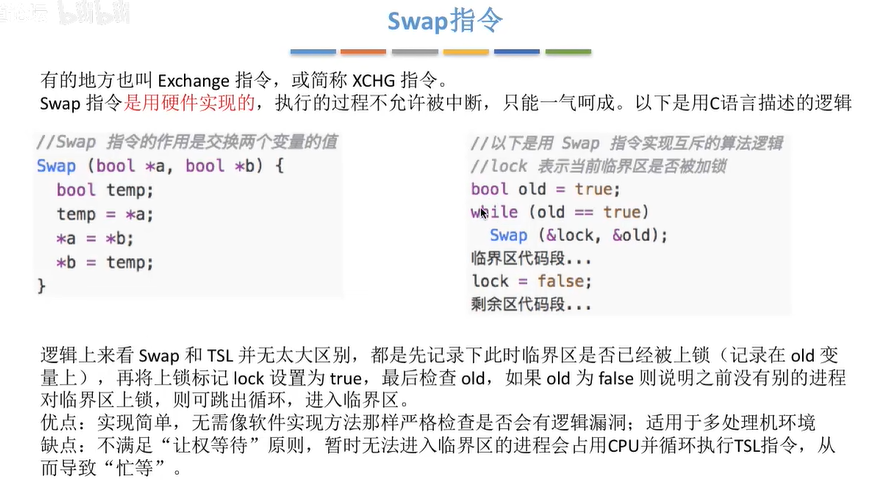 bilibili
Swap指令
有的地方也叫 Exchange 指令，或简称 XCHG 指令。
Swap 指令是用硬件实现的，执行的过程不允许被中断，只能一气呵成。以下是用C语言描述的逻辑
//Swap 指令的作用是交换两个变量的值
Swap (bool *a, bool *b) {
bool temp;
temp = *a;
*a = *b;
*b = temp;
}
//以下是用 Swap 指令实现互斥的算法逻辑
//lock 表示当前临界区是否被加锁
bool old = true;
while (old == true)
Swap (&lock, &old);
临界区代码段...
lock = false;
剩余区代码段...
逻辑上来看 Swap 和 TSL 并无太大区别，都是先记录下此时临界区是否已经被上锁（记录在 old 变
量上），再将上锁标记 lock 设置为 true，最后检查 old，如果 old 为 false 则说明之前没有别的进程
对临界区上锁，则可跳出循环，进入临界区。
优点：实现简单，无需像软件实现方法那样严格检查是否会有逻辑漏洞；适用于多处理机环境
缺点：不满足“让权等待”原则，暂时无法进入临界区的进程会占用CPU并循环执行TSL指令，从
而导致“忙等”。